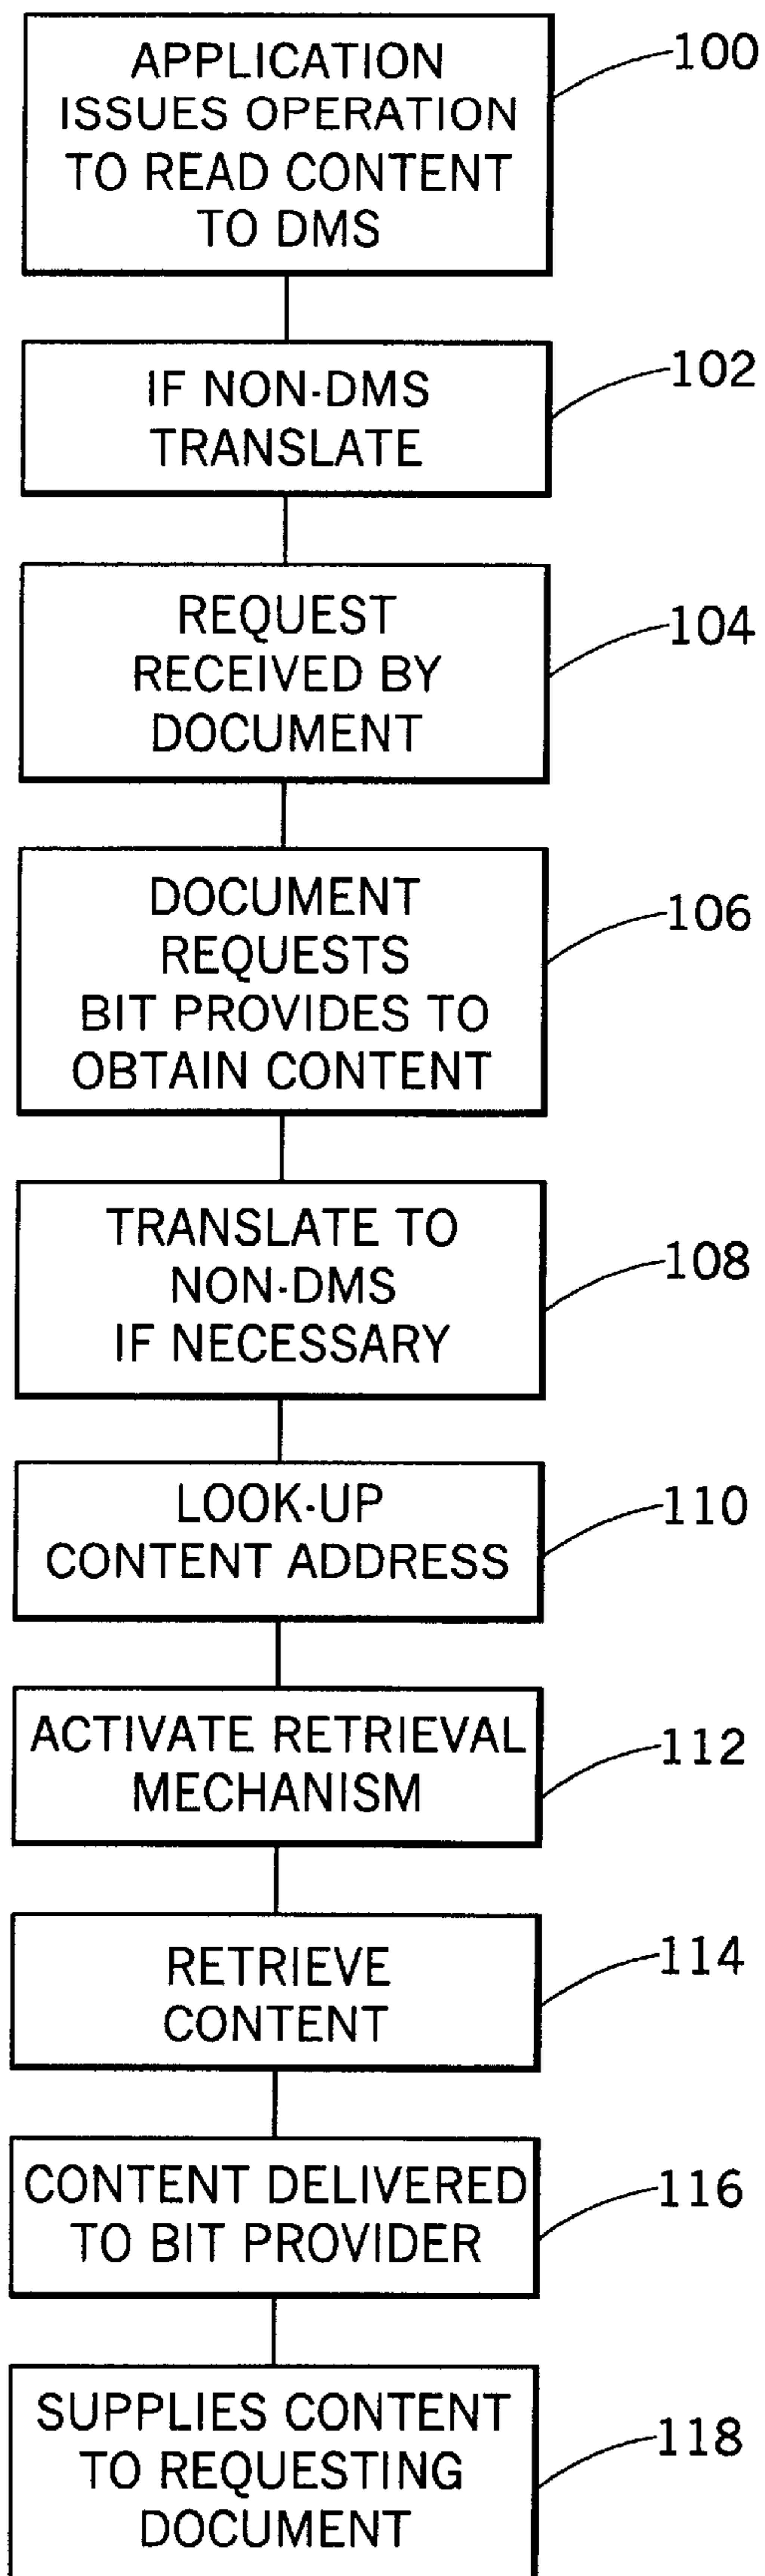 APPLICATION
ISSUES OPERATION
TO READ CONTENT
TO DMS
100
IF NON-DMS
TRANSLATE
102
REQUEST
RECEIVED BY
DOCUMENT
104
DOCUMENT
REQUESTS
BIT PROVIDES TO
OBTAIN CONTENT
106
TRANSLATE TO
NON-DMS
IF NECESSARY
108
LOOK-UP
CONTENT ADDRESS
110
ACTIVATE RETRIEVAL
MECHANISM
112
RETRIEVE
CONTENT
114
CONTENT DELIVERED
TO BIT PROVIDER
116
SUPPLIES CONTENT
TO REQUESTING
DOCUMENT
118